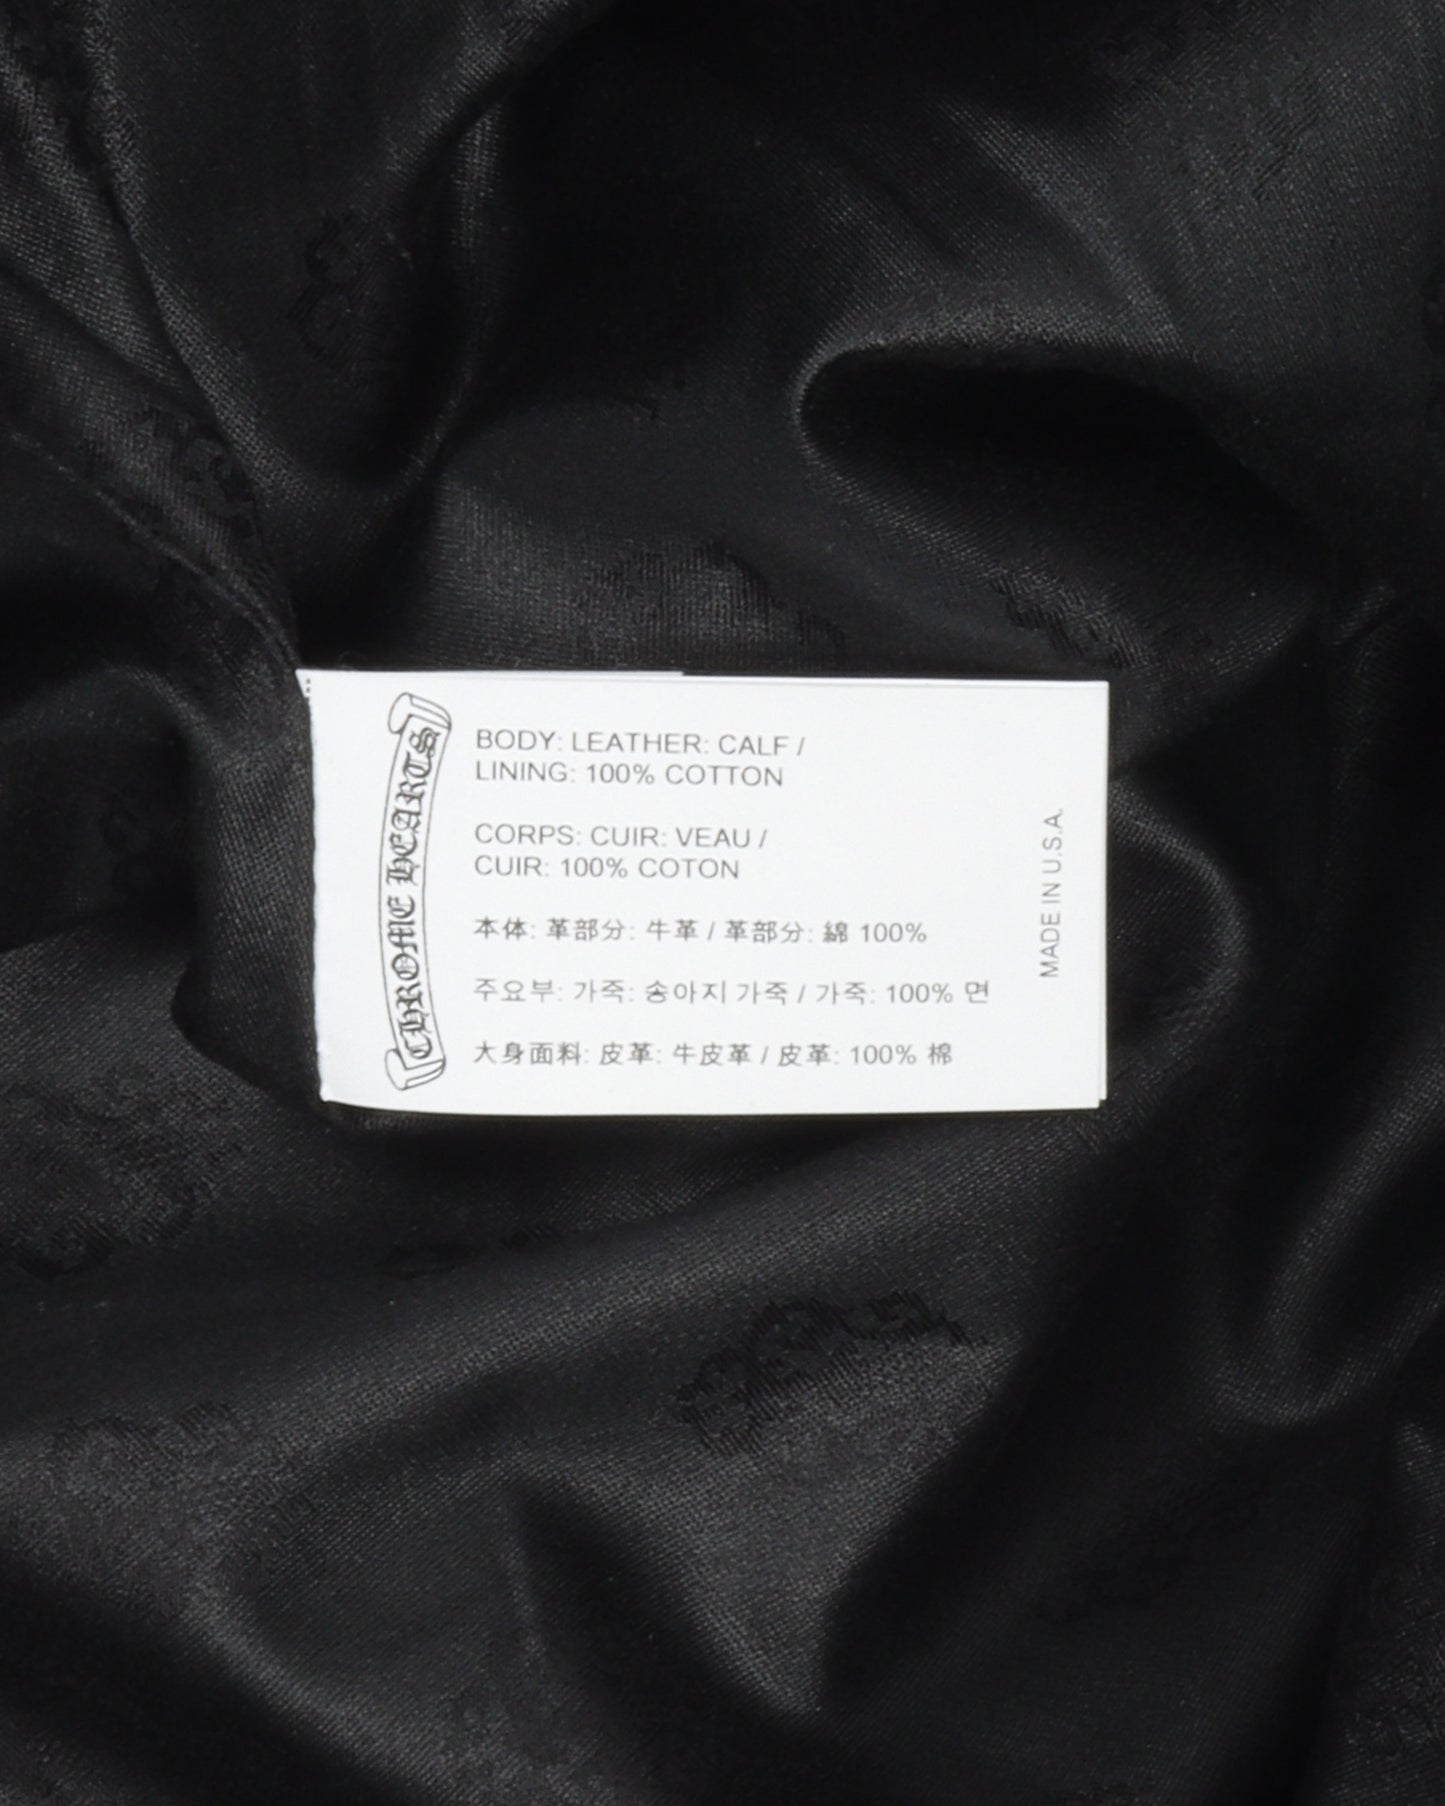 CHROME HEARTS
BODY: LEATHER: CALF /
LINING: 100% COTTON
CORPS: CUIR: VEAU /
CUIR: 100% COTON
本体: 革部分: 牛革 / 革部分: 綿 100%
주요부: 가죽: 송아지 가죽 / 가죽: 100% 면
大身面料: 皮革: 牛皮革 / 皮革: 100% 棉
MADE IN U.S.A.